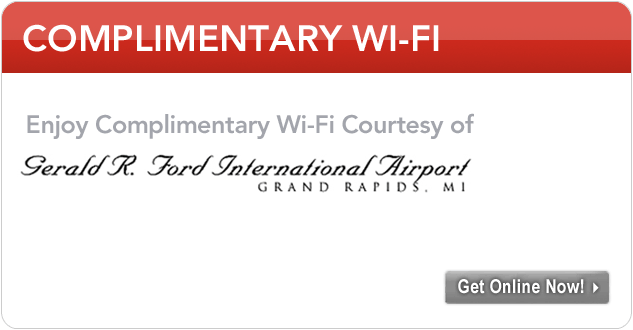 COMPLIMENTARY WI-FI
Enjoy Complimentary Wi-Fi Courtesy of
Gerald R. Ford International Airport
GRAND RAPIDS, MI
Get Online Now!